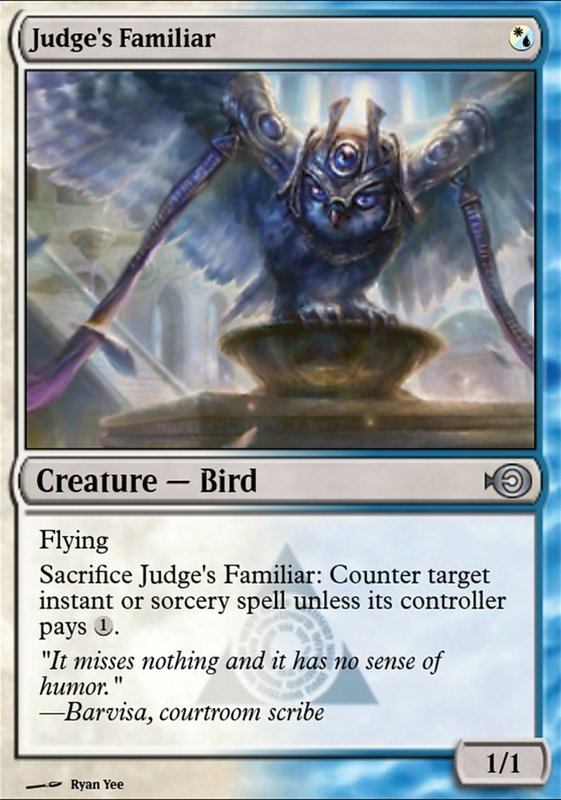 Judge's Familiar
Creature — Bird
Flying
Sacrifice Judge's Familiar: Counter target
instant or sorcery spell unless its controller
pays 1.
"It misses nothing and it has no sense of
humor."
—Barvisa, courtroom scribe
1/1
Ryan Yee